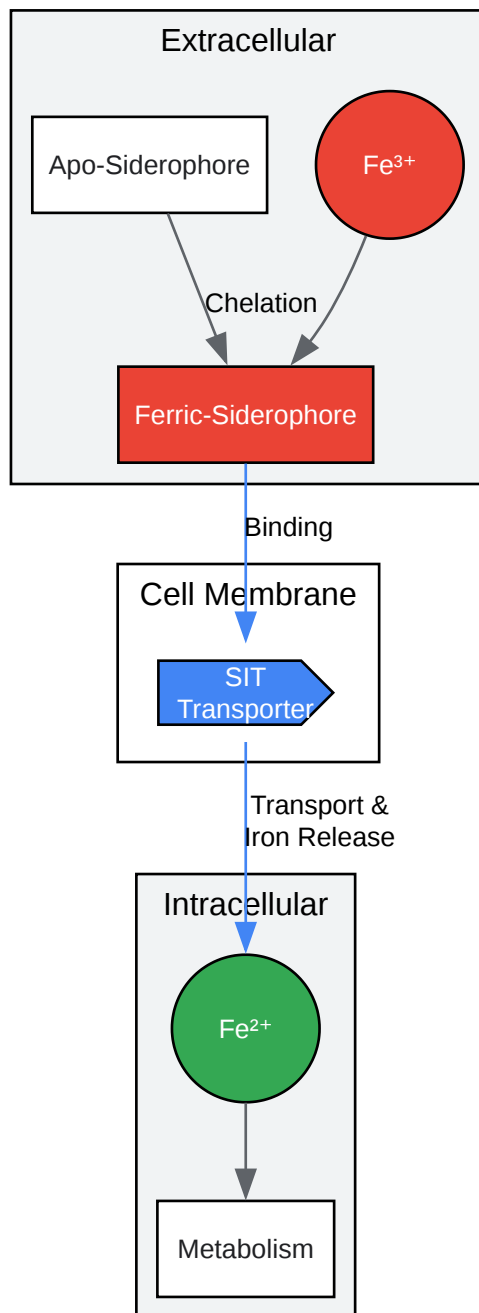 Extracellular
Apo-Siderophore
Fe³⁺
Chelation
Ferric-Siderophore
Binding
Cell Membrane
SIT
Transporter
Transport &
Iron Release
Intracellular
Fe²⁺
Metabolism